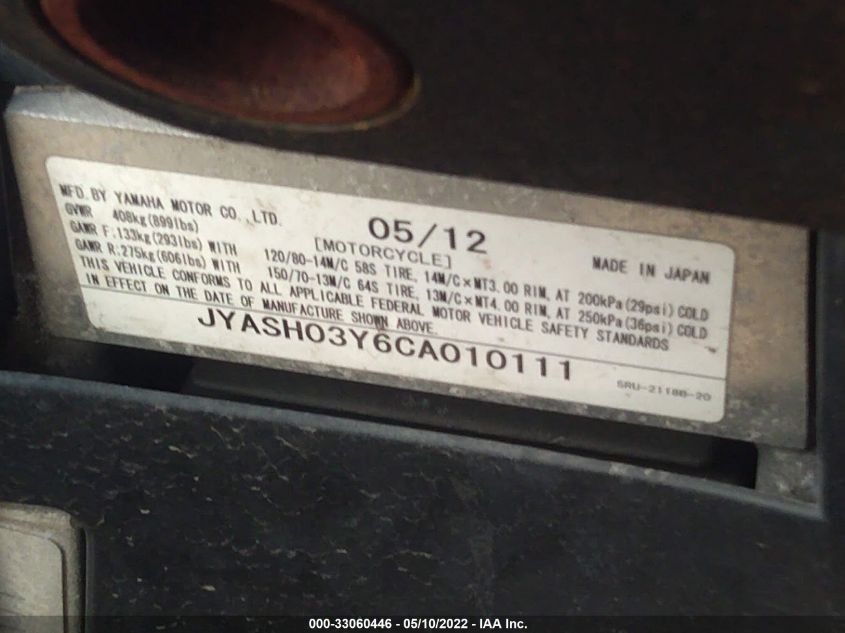 MFD. BY YAMAHA MOTOR CO., LTD.
05/12
GVWR 408kg(899lbs)
[MOTORCYCLE]
MADE IN JAPAN
GAWR F:133kg(293lbs) WITH 120/80-14M/C 58S TIRE, 14M/C×MT3.00 RIM, AT 200kPa(29psi) COLD
GAWR R:275kg(606lbs) WITH 150/70-13M/C 64S TIRE, 13M/C×MT4.00 RIM, AT 250kPa(36psi) COLD
THIS VEHICLE CONFORMS TO ALL APPLICABLE FEDERAL MOTOR VEHICLE SAFETY STANDARDS
IN EFFECT ON THE DATE OF MANUFACTURE SHOWN ABOVE.
JYASH03Y6CA010111
5RU-2118B-20
000-33060446 - 05/10/2022 - IAA Inc.